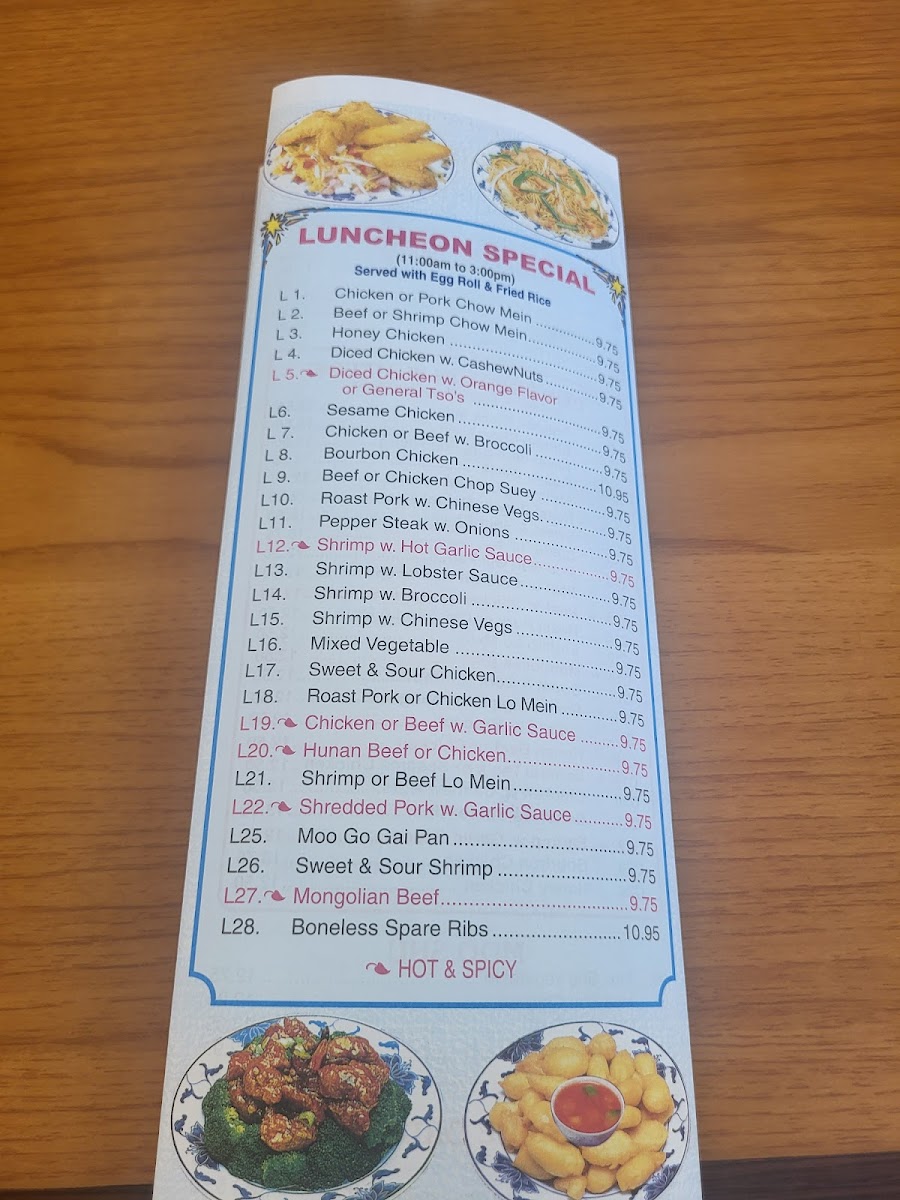 LUNCHEON SPECIAL
(11:00am to 3:00pm)
Served with Egg Roll & Fried Rice
L 1. Chicken or Pork Chow Mein ..............9.75
L 2. Beef or Shrimp Chow Mein................9.75
L 3. Honey Chicken ..............................9.75
L 4. Diced Chicken w. CashewNuts ............9.75
L 5. Diced Chicken w. Orange Flavor
or General Tso's ..............................9.75
L6. Sesame Chicken ..............................9.75
L 7. Chicken or Beef w. Broccoli ................9.75
L 8. Bourbon Chicken ............................10.95
L 9. Beef or Chicken Chop Suey ................9.75
L10. Roast Pork w. Chinese Vegs. ..............9.75
L11. Pepper Steak w. Onions ....................9.75
L12. Shrimp w. Hot Garlic Sauce................9.75
L13. Shrimp w. Lobster Sauce....................9.75
L14. Shrimp w. Broccoli ..........................9.75
L15. Shrimp w. Chinese Vegs ....................9.75
L16. Mixed Vegetable ..............................9.75
L17. Sweet & Sour Chicken........................9.75
L18. Roast Pork or Chicken Lo Mein ............9.75
L19. Chicken or Beef w. Garlic Sauce .........9.75
L20. Hunan Beef or Chicken......................9.75
L21. Shrimp or Beef Lo Mein......................9.75
L22. Shredded Pork w. Garlic Sauce..........9.75
L25. Moo Go Gai Pan ..............................9.75
L26. Sweet & Sour Shrimp ........................9.75
L27. Mongolian Beef..................................9.75
L28. Boneless Spare Ribs..........................10.95
HOT & SPICY